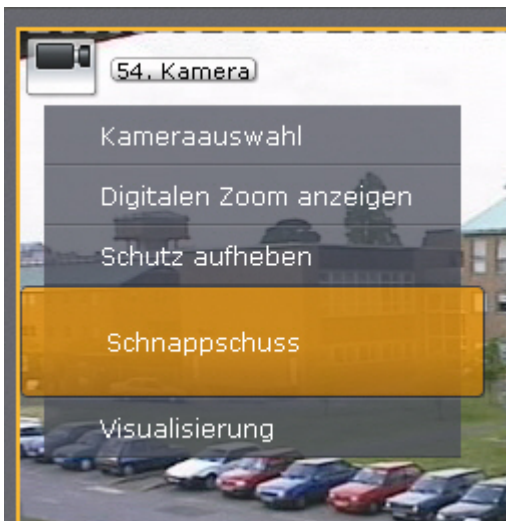 54. Kamera
Kameraauswahl
Digitalen Zoom anzeigen
Schutz aufheben
Schnappschuss
Visualisierung